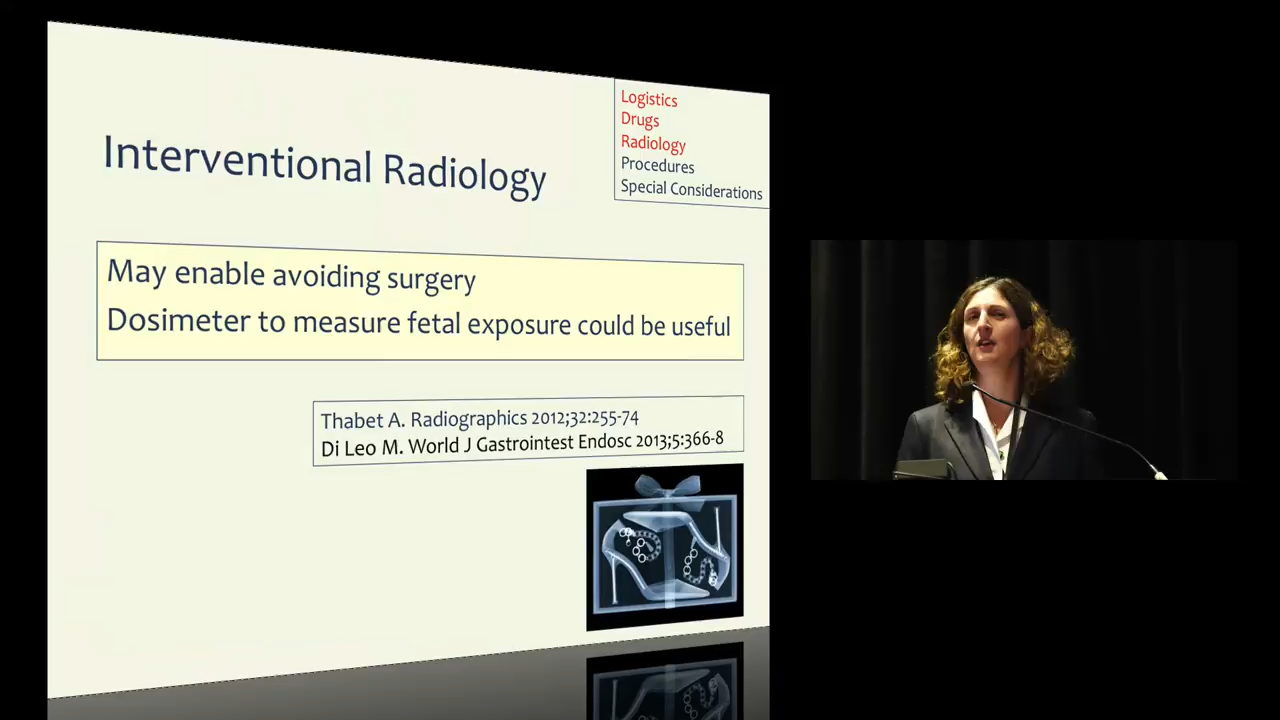 Logistics
Drugs
Radiology
Procedures
Special Considerations
Interventional Radiology
May enable avoiding surgery
Dosimeter to measure fetal exposure could be useful
Thabet A. Radiographics 2012;32:255-74
Di Leo M. World J Gastrointest Endosc 2013;5:366-8